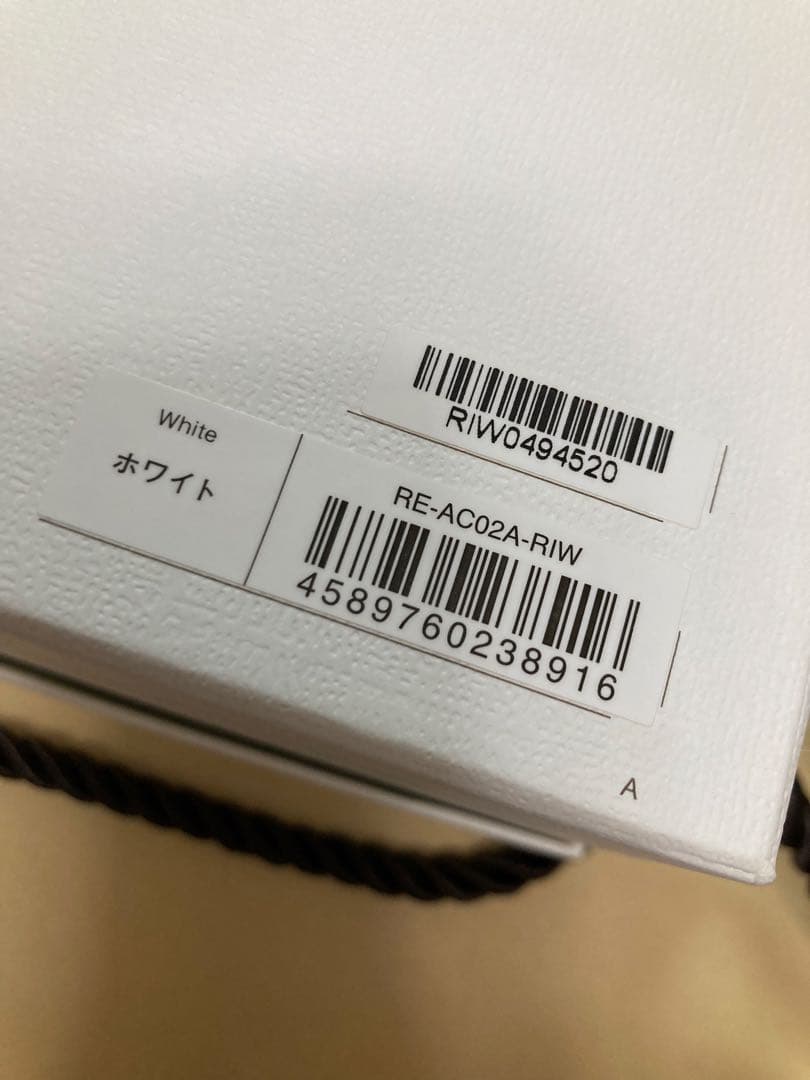 RIW0494520
White
ホワイト
RE-AC02A-RIW
4589760238916
A